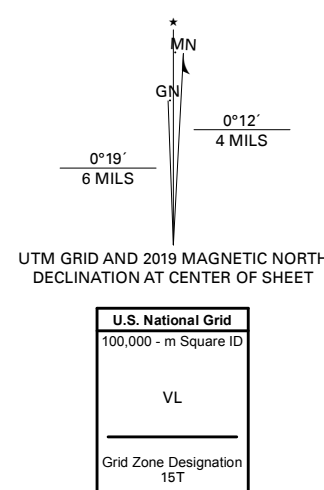 ★
MN
GN
0°12´
4 MILS
0°19´
6 MILS
UTM GRID AND 2019 MAGNETIC NORTH
DECLINATION AT CENTER OF SHEET
U.S. National Grid
100,000 - m Square ID
VL
Grid Zone Designation
15T